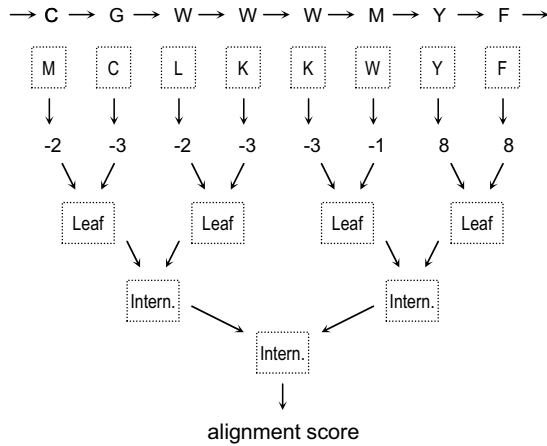 C G W W W M Y F
M C L K K W Y F
-2 -3 -2 -3 -3 -1 8 8
Leaf Leaf Leaf Leaf
Intern. Intern.
Intern.
alignment score